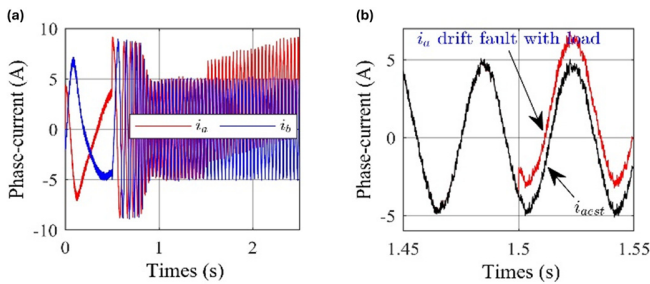 (a)
10
5
0
-5
-10
Phase-current (A)
i_a i_b
0 1 2
Times (s)
(b)
i_a drift fault with load
5
0
-5
Phase-current (A)
i_acst
1.45 1.5 1.55
Times (s)